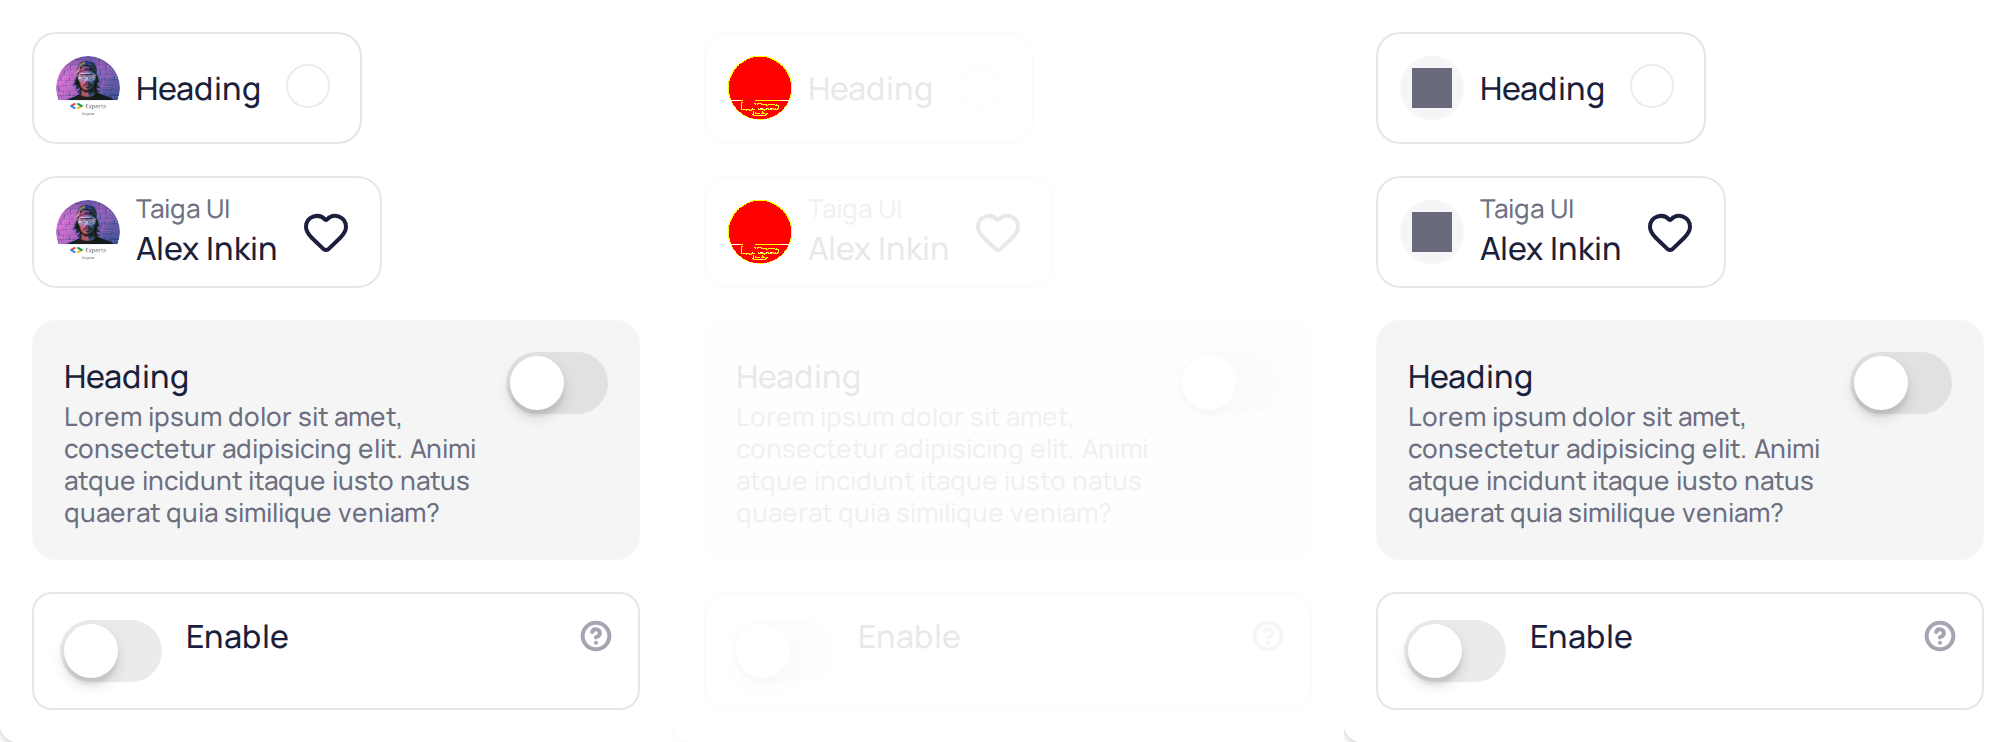 Heading
Experts
Heading
Heading
Taiga UI
Alex Inkin
Experts
Taiga UI
Alex Inkin
Taiga UI
Alex Inkin
Heading
Lorem ipsum dolor sit amet,
consectetur adipisicing elit. Animi
atque incidunt itaque iusto natus
quaerat quia similique veniam?
Heading
Lorem ipsum dolor sit amet,
consectetur adipisicing elit. Animi
atque incidunt itaque iusto natus
quaerat quia similique veniam?
Heading
Lorem ipsum dolor sit amet,
consectetur adipisicing elit. Animi
atque incidunt itaque iusto natus
quaerat quia similique veniam?
Enable
Enable
Enable